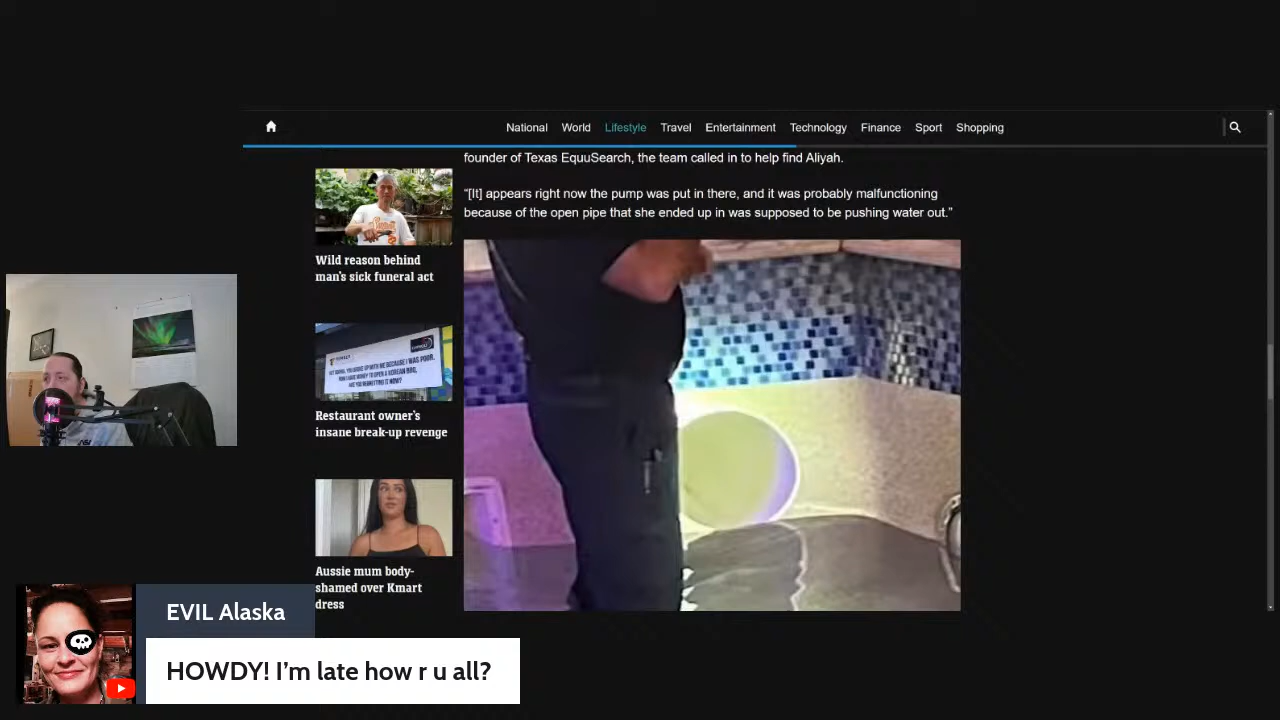 National World Lifestyle Travel Entertainment Technology Finance Sport Shopping
founder of Texas EquuSearch, the team called in to help find Aliyah.
“[It] appears right now the pump was put in there, and it was probably malfunctioning
because of the open pipe that she ended up in was supposed to be pushing water out.”
Wild reason behind
man's sick funeral act
Restaurant owner's
insane break-up revenge
Aussie mum body-
shamed over Kmart
dress
EVIL Alaska
HOWDY! I’m late how r u all?